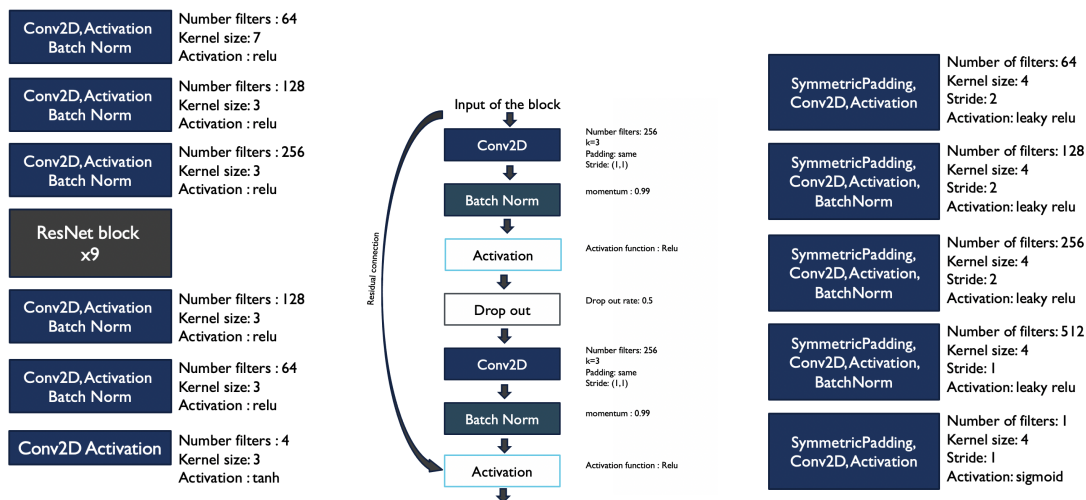 Conv2D, Activation
Batch Norm
Number filters : 64
Kernel size: 7
Activation : relu
Conv2D, Activation
Batch Norm
Number filters : 128
Kernel size: 3
Activation : relu
Conv2D, Activation
Batch Norm
Number filters : 256
Kernel size: 3
Activation : relu
ResNet block
x9
Conv2D, Activation
Batch Norm
Number filters : 128
Kernel size: 3
Activation : relu
Conv2D, Activation
Batch Norm
Number filters : 64
Kernel size: 3
Activation : relu
Conv2D Activation
Number filters : 4
Kernel size: 3
Activation : tanh
Input of the block
Residual connection
Conv2D
Number filters: 256
k=3
Padding: same
Stride: (1,1)
Batch Norm
momentum : 0.99
Activation
Activation function : Relu
Drop out
Drop out rate: 0.5
Conv2D
Number filters: 256
k=3
Padding: same
Stride: (1,1)
Batch Norm
momentum : 0.99
Activation
Activation function : Relu
SymmetricPadding,
Conv2D, Activation
Number of filters: 64
Kernel size: 4
Stride: 2
Activation: leaky relu
SymmetricPadding,
Conv2D, Activation,
BatchNorm
Number of filters: 128
Kernel size: 4
Stride: 2
Activation: leaky relu
SymmetricPadding,
Conv2D, Activation,
BatchNorm
Number of filters: 256
Kernel size: 4
Stride: 2
Activation: leaky relu
SymmetricPadding,
Conv2D, Activation,
BatchNorm
Number of filters: 512
Kernel size: 4
Stride: 1
Activation: leaky relu
SymmetricPadding,
Conv2D, Activation
Number of filters: 1
Kernel size: 4
Stride: 1
Activation: sigmoid